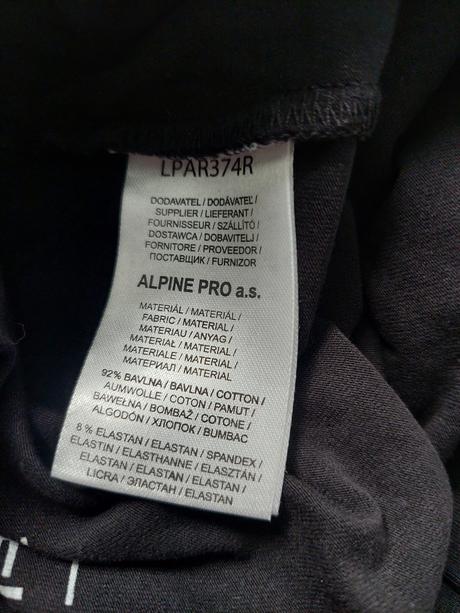 LPAR374R
DODAVATEL / DODÁVATEĽ /
SUPPLIER / LIEFERANT /
FOURNISSEUR / SZÁLLÍTÓ /
DOSTAWCA / DOBAVITELJ /
FORNITORE / PROVEEDOR /
ПОСТАВЩИК / FURNIZOR
ALPINE PRO a.s.
MATERIÁL / MATERIÁL /
FABRIC / MATERIAL /
MATERIAU / ANYAG /
MATERIAŁ / MATERIAL /
MATERIALE / MATERIAL /
МАТЕРИАЛ / MATERIAL
92% BAVLNA / BAVLNA / COTTON /
AUMWOLLE / COTON / PAMUT /
BAWEŁNA / BOMBAŽ / COTONE /
ALGODÓN / ХЛОПОК / BUMBAC
8 % ELASTAN / ELASTAN / SPANDEX /
ELASTIN / ELASTHANNE / ELASZTÁN /
ELASTAN / ELASTAN / ELASTAN /
LICRA / ЭЛАСТАН / ELASTAN